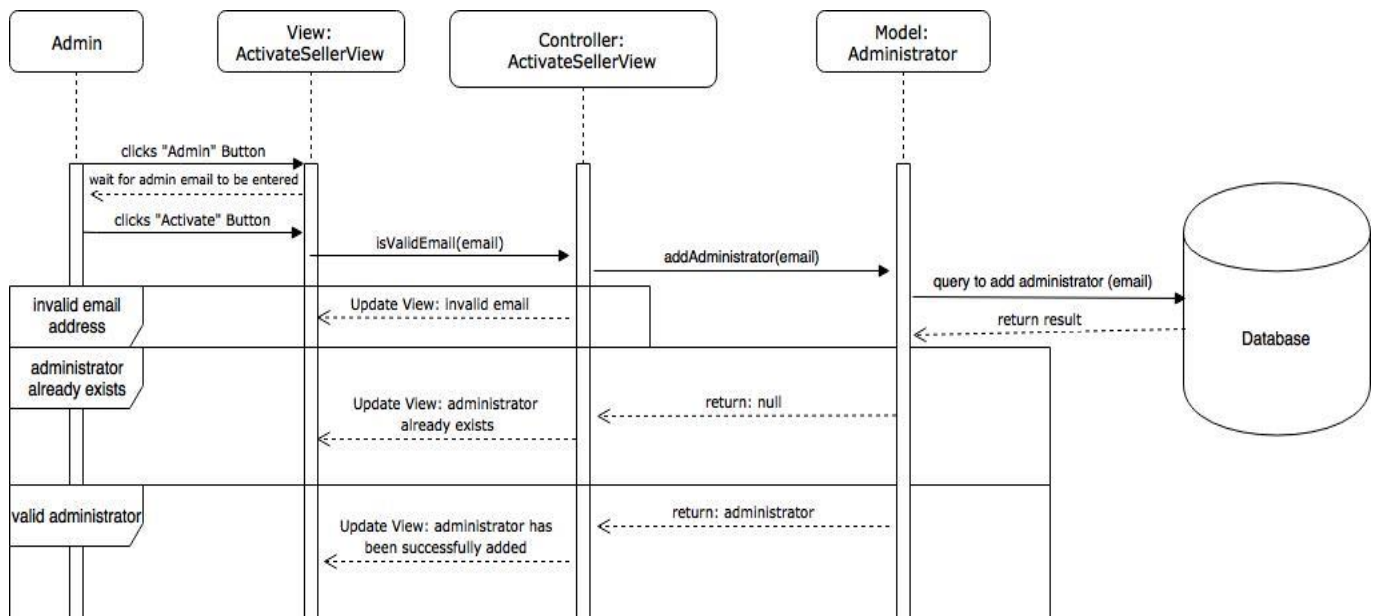 Admin
View:
ActivateSellerView
Controller:
ActivateSellerView
Model:
Administrator
clicks "Admin" Button
wait for admin email to be entered
clicks "Activate" Button
isValidEmail(email)
addAdministrator(email)
query to add administrator (email)
return result
Database
invalid email
address
Update View: invalid email
administrator
already exists
return: null
Update View: administrator
already exists
valid administrator
return: administrator
Update View: administrator has
been successfully added